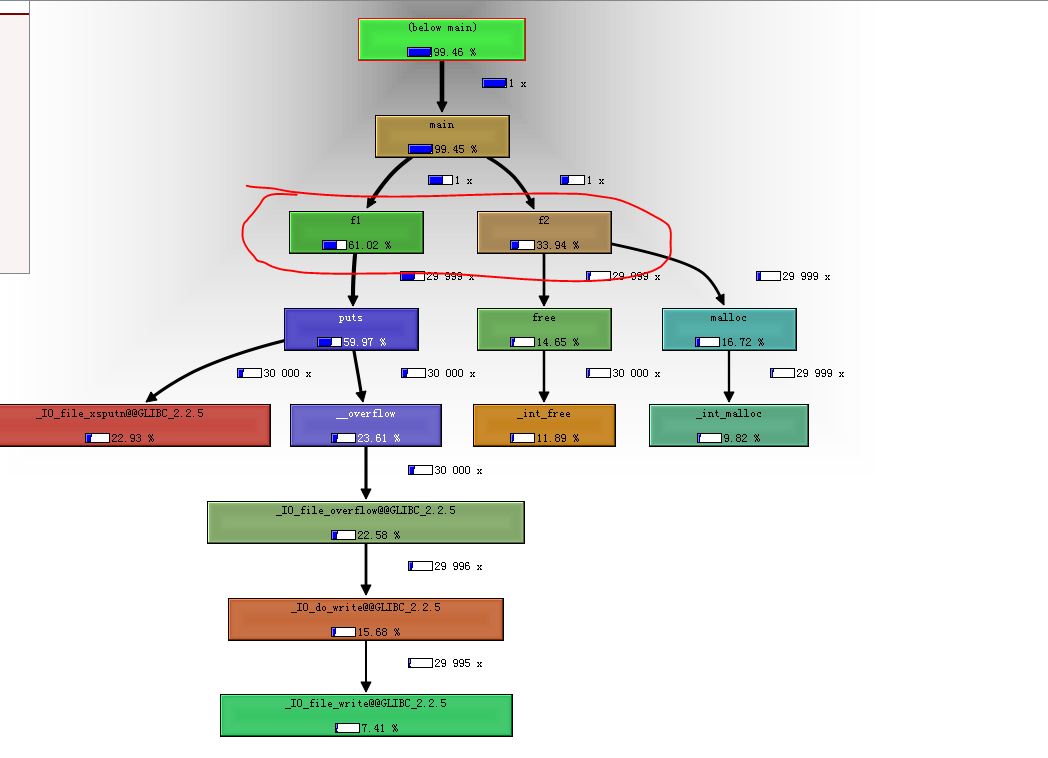 (below main)
99.46 %
1 x
main
99.45 %
1 x
1 x
f1
61.02 %
f2
33.94 %
29 999 x
29 999 x
29 999 x
puts
59.97 %
free
14.65 %
malloc
16.72 %
30 000 x
30 000 x
30 000 x
29 999 x
_IO_file_xsputn@@GLIBC_2.2.5
22.93 %
__overflow
23.61 %
_int_free
11.89 %
_int_malloc
9.82 %
30 000 x
_IO_file_overflow@@GLIBC_2.2.5
22.58 %
29 996 x
_IO_do_write@@GLIBC_2.2.5
15.68 %
29 995 x
_IO_file_write@@GLIBC_2.2.5
7.41 %